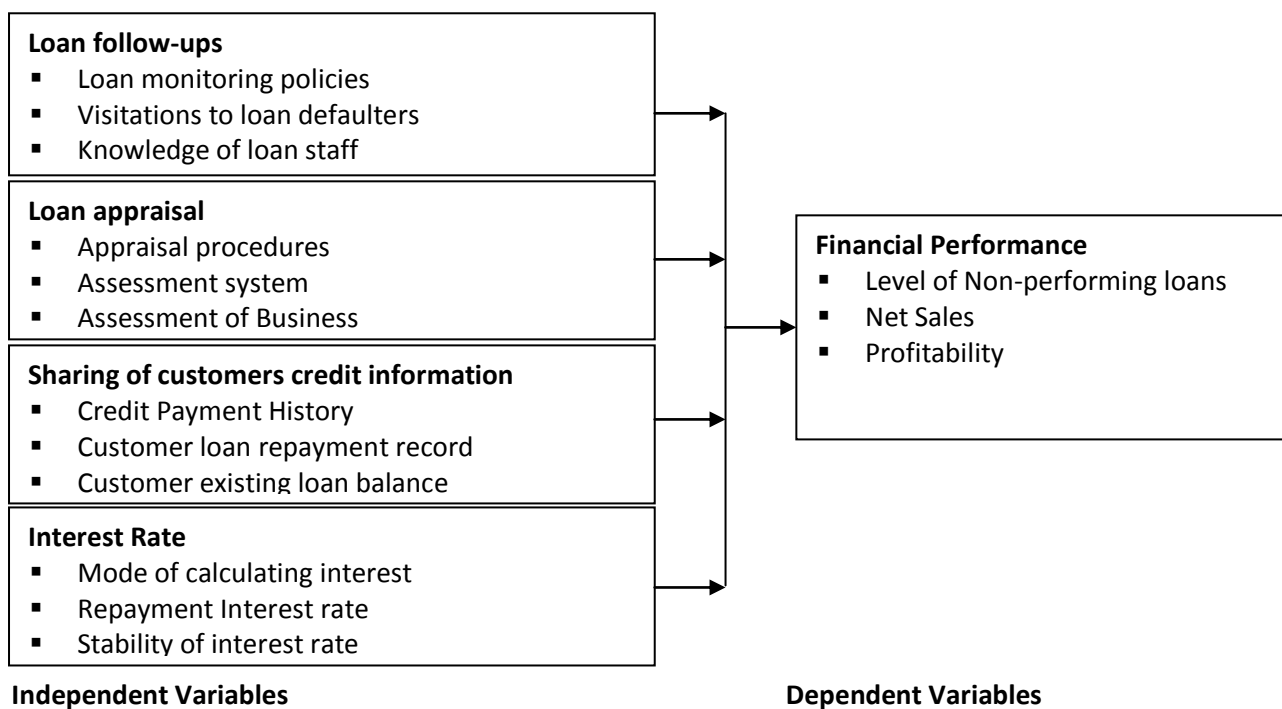 Loan follow-ups
▪ Loan monitoring policies
▪ Visitations to loan defaulters
▪ Knowledge of loan staff
Loan appraisal
▪ Appraisal procedures
▪ Assessment system
▪ Assessment of Business
Sharing of customers credit information
▪ Credit Payment History
▪ Customer loan repayment record
▪ Customer existing loan balance
Interest Rate
▪ Mode of calculating interest
▪ Repayment Interest rate
▪ Stability of interest rate
Independent Variables
Financial Performance
▪ Level of Non-performing loans
▪ Net Sales
▪ Profitability
Dependent Variables